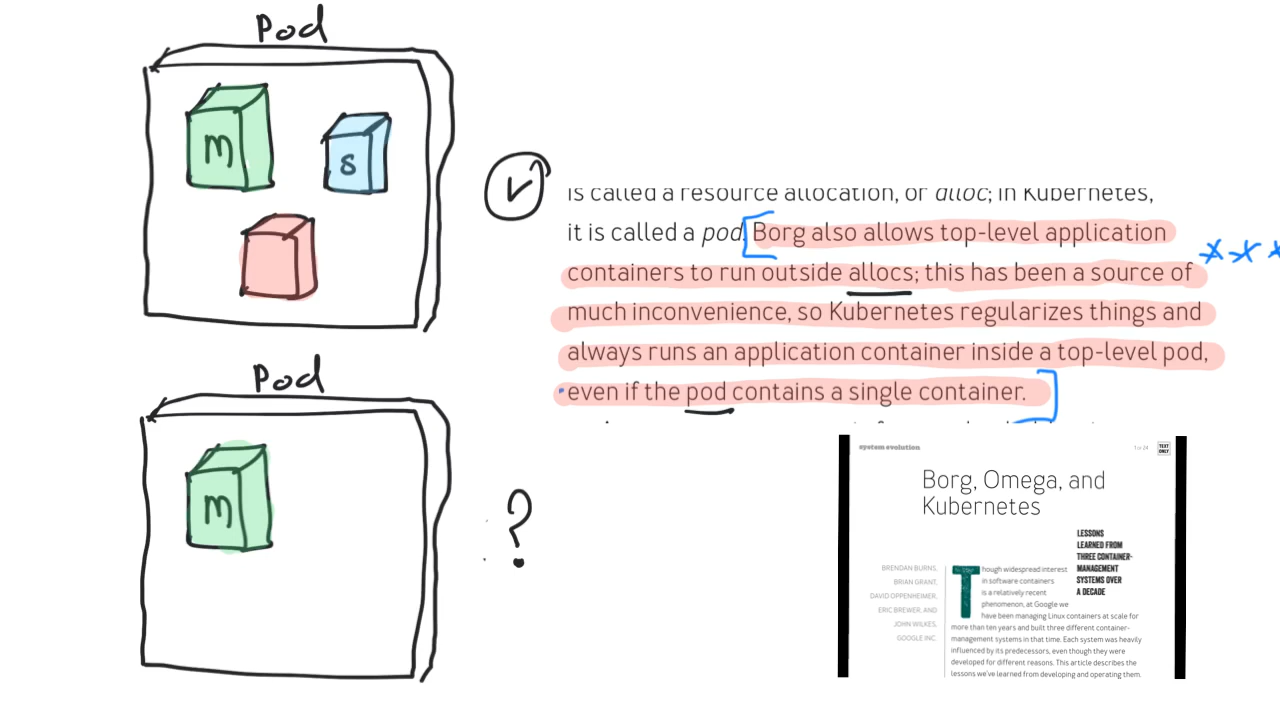 Pod
m
s
is called a resource allocation, or alloc; in Kubernetes,
it is called a pod. Borg also allows top-level application
containers to run outside allocs; this has been a source of
much inconvenience, so Kubernetes regularizes things and
always runs an application container inside a top-level pod,
even if the pod contains a single container.
Pod
m
?
system evolution
1 of 24
TEXT
ONLY
Borg, Omega, and
Kubernetes
LESSONS
LEARNED FROM
THREE CONTAINER-
MANAGEMENT
SYSTEMS OVER
A DECADE
BRENDAN BURNS,
BRIAN GRANT,
DAVID OPPENHEIMER,
ERIC BREWER, AND
JOHN WILKES,
GOOGLE INC.
Though widespread interest
in software containers
is a relatively recent
phenomenon, at Google we
have been managing Linux containers at scale for
more than ten years and built three different container-
management systems in that time. Each system was heavily
influenced by its predecessors, even though they were
developed for different reasons. This article describes the
lessons we've learned from developing and operating them.